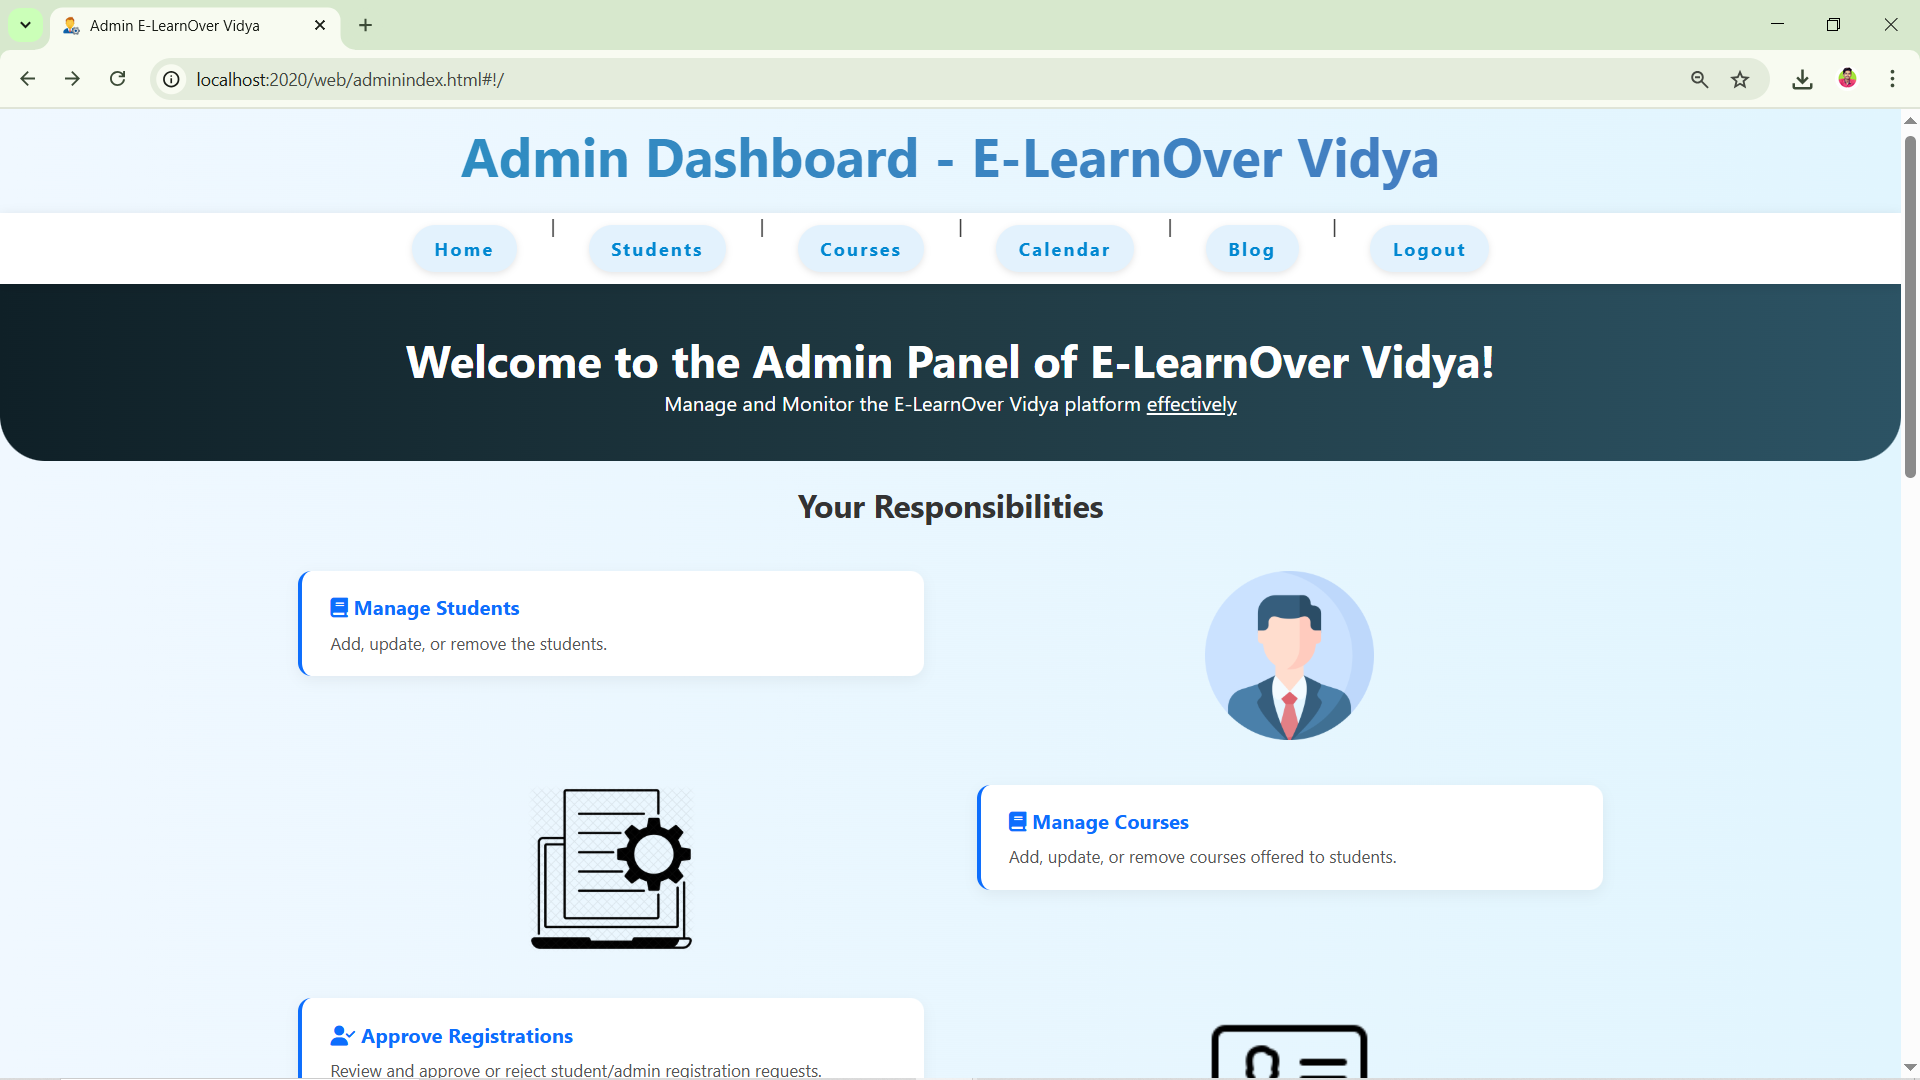 Admin E-LearnOver Vidya
localhost:2020/web/adminindex.html#!/
Admin Dashboard - E-LearnOver Vidya
Home | Students | Courses | Calendar | Blog | Logout
Welcome to the Admin Panel of E-LearnOver Vidya!
Manage and Monitor the E-LearnOver Vidya platform effectively
Your Responsibilities
Manage Students
Add, update, or remove the students.
Manage Courses
Add, update, or remove courses offered to students.
Approve Registrations
Review and approve or reject student/admin registration requests.